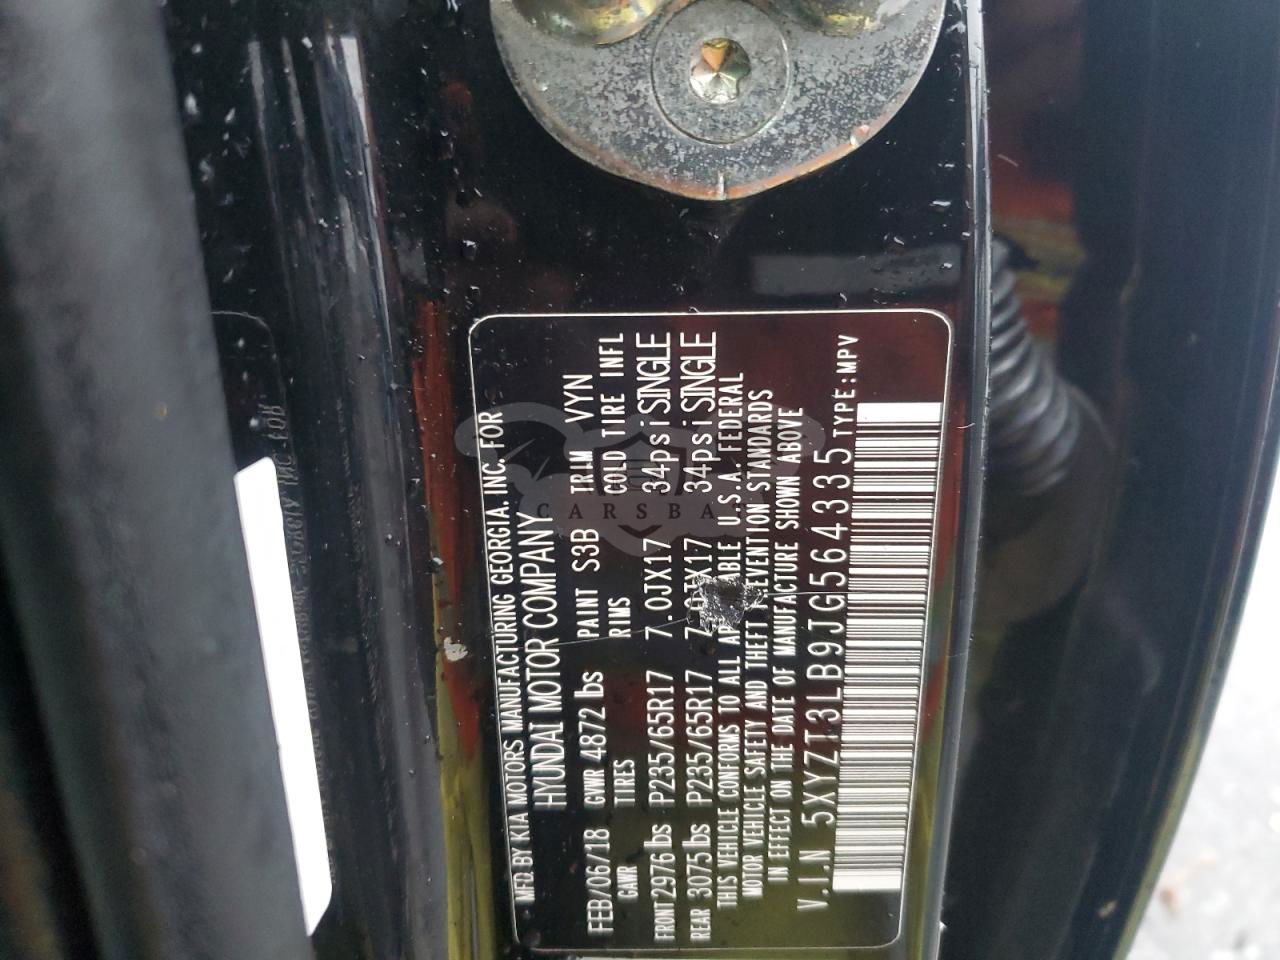 MFD. BY KIA MOTORS MANUFACTURING GEORGIA. INC. FOR
HYUNDAI MOTOR COMPANY
FEB/06/18 GVWR 4872 lbs PAINT S3B TRIM VYN
GAWR TIRES RIMS COLD TIRE INFL
FRONT 2976 lbs P235/65R17 7.0JX17 34psi SINGLE
REAR 3075 lbs P235/65R17 7.0JX17 34psi SINGLE
THIS VEHICLE CONFORMS TO ALL U.S.A. FEDERAL
MOTOR VEHICLE SAFETY AND THEFT STANDARDS
IN EFFECT ON THE DATE OF MANUFACTURE SHOWN ABOVE
V.I.N 5XYZT3LB9JG564335 TYPE:MPV